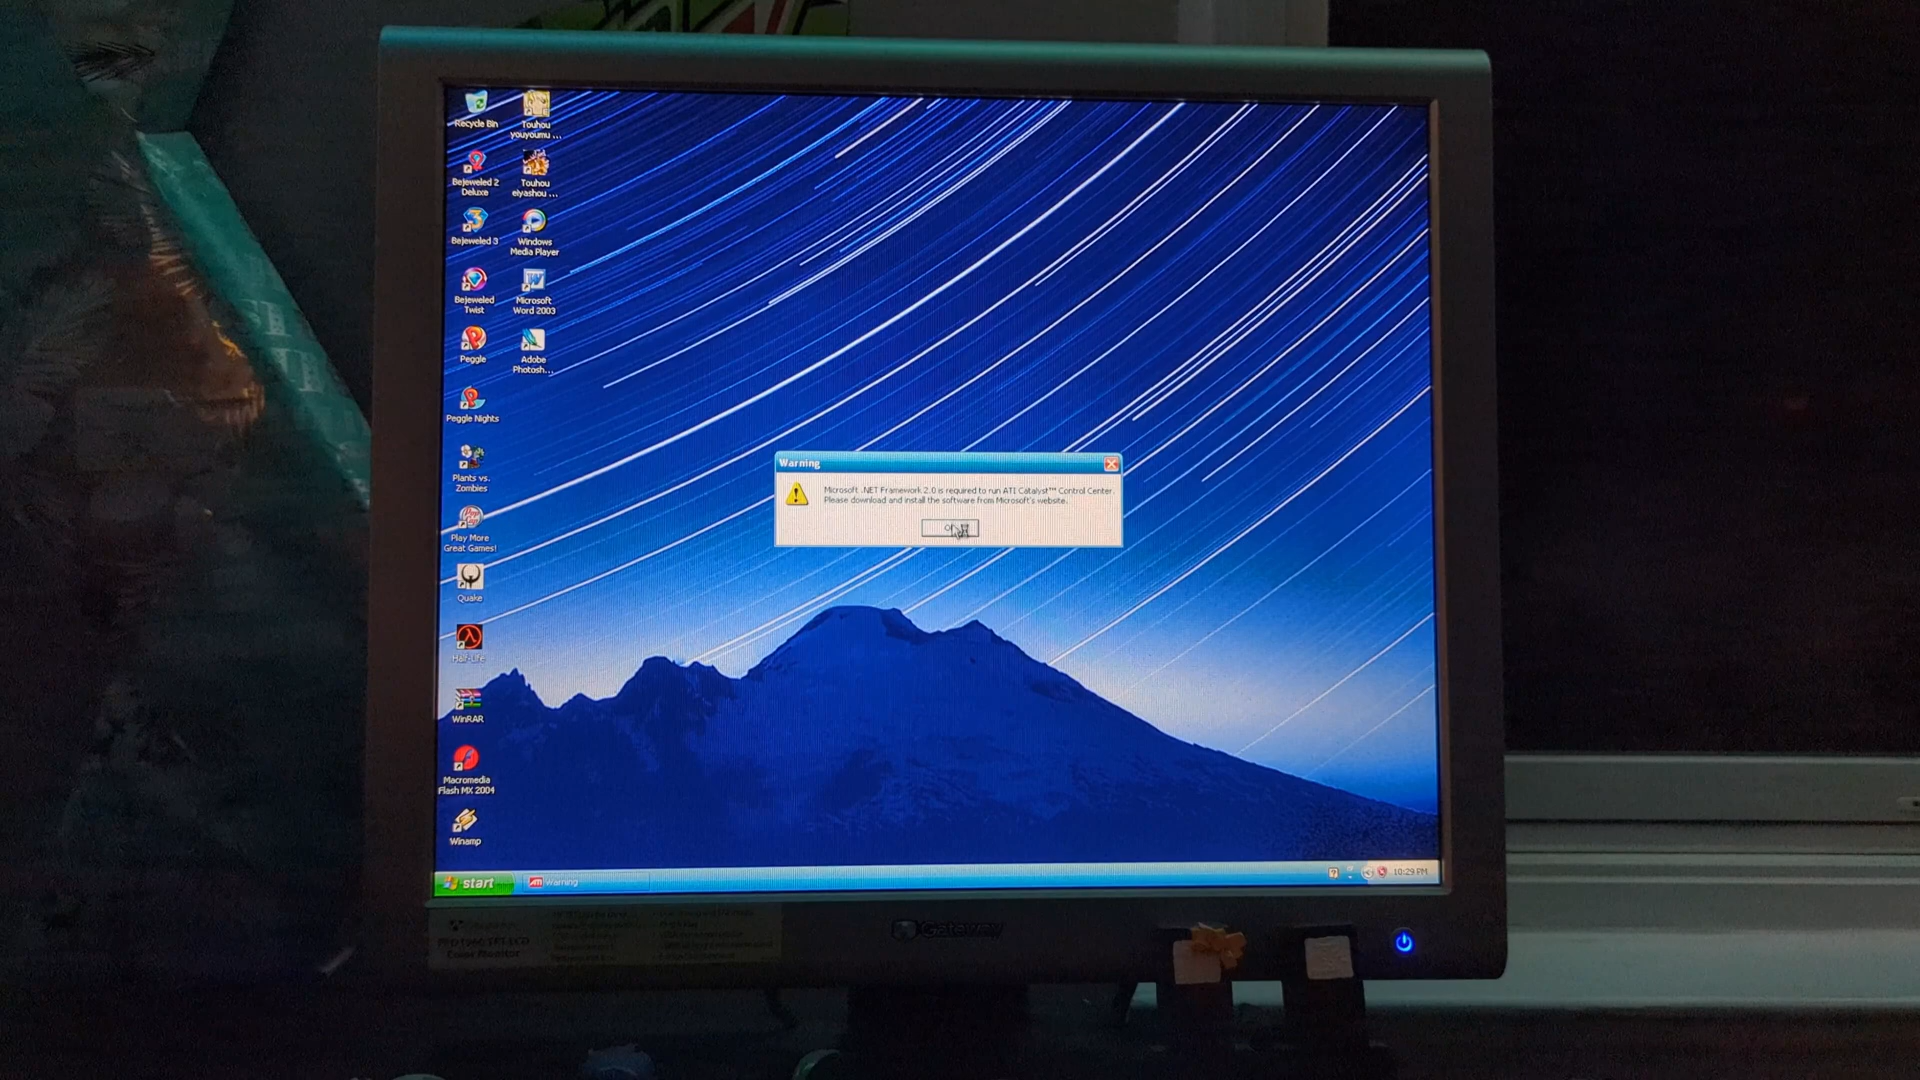 Recycle Bin
Touhou
youyoumu ...
Bejeweled 2
Deluxe
Touhou
eiyashou ...
Bejeweled 3
Windows
Media Player
Bejeweled
Twist
Microsoft
Word 2003
Peggle
Adobe
Photosh...
Peggle Nights
Plants vs.
Zombies
Play More
Great Games!
Quake
Half-Life
WinRAR
Macromedia
Flash MX 2004
Winamp
Warning
Microsoft .NET Framework 2.0 is required to run ATI Catalyst™ Control Center.
Please download and install the software from Microsoft's website.
start
ATI Warning
10:29 PM
Gateway
Color Monitor